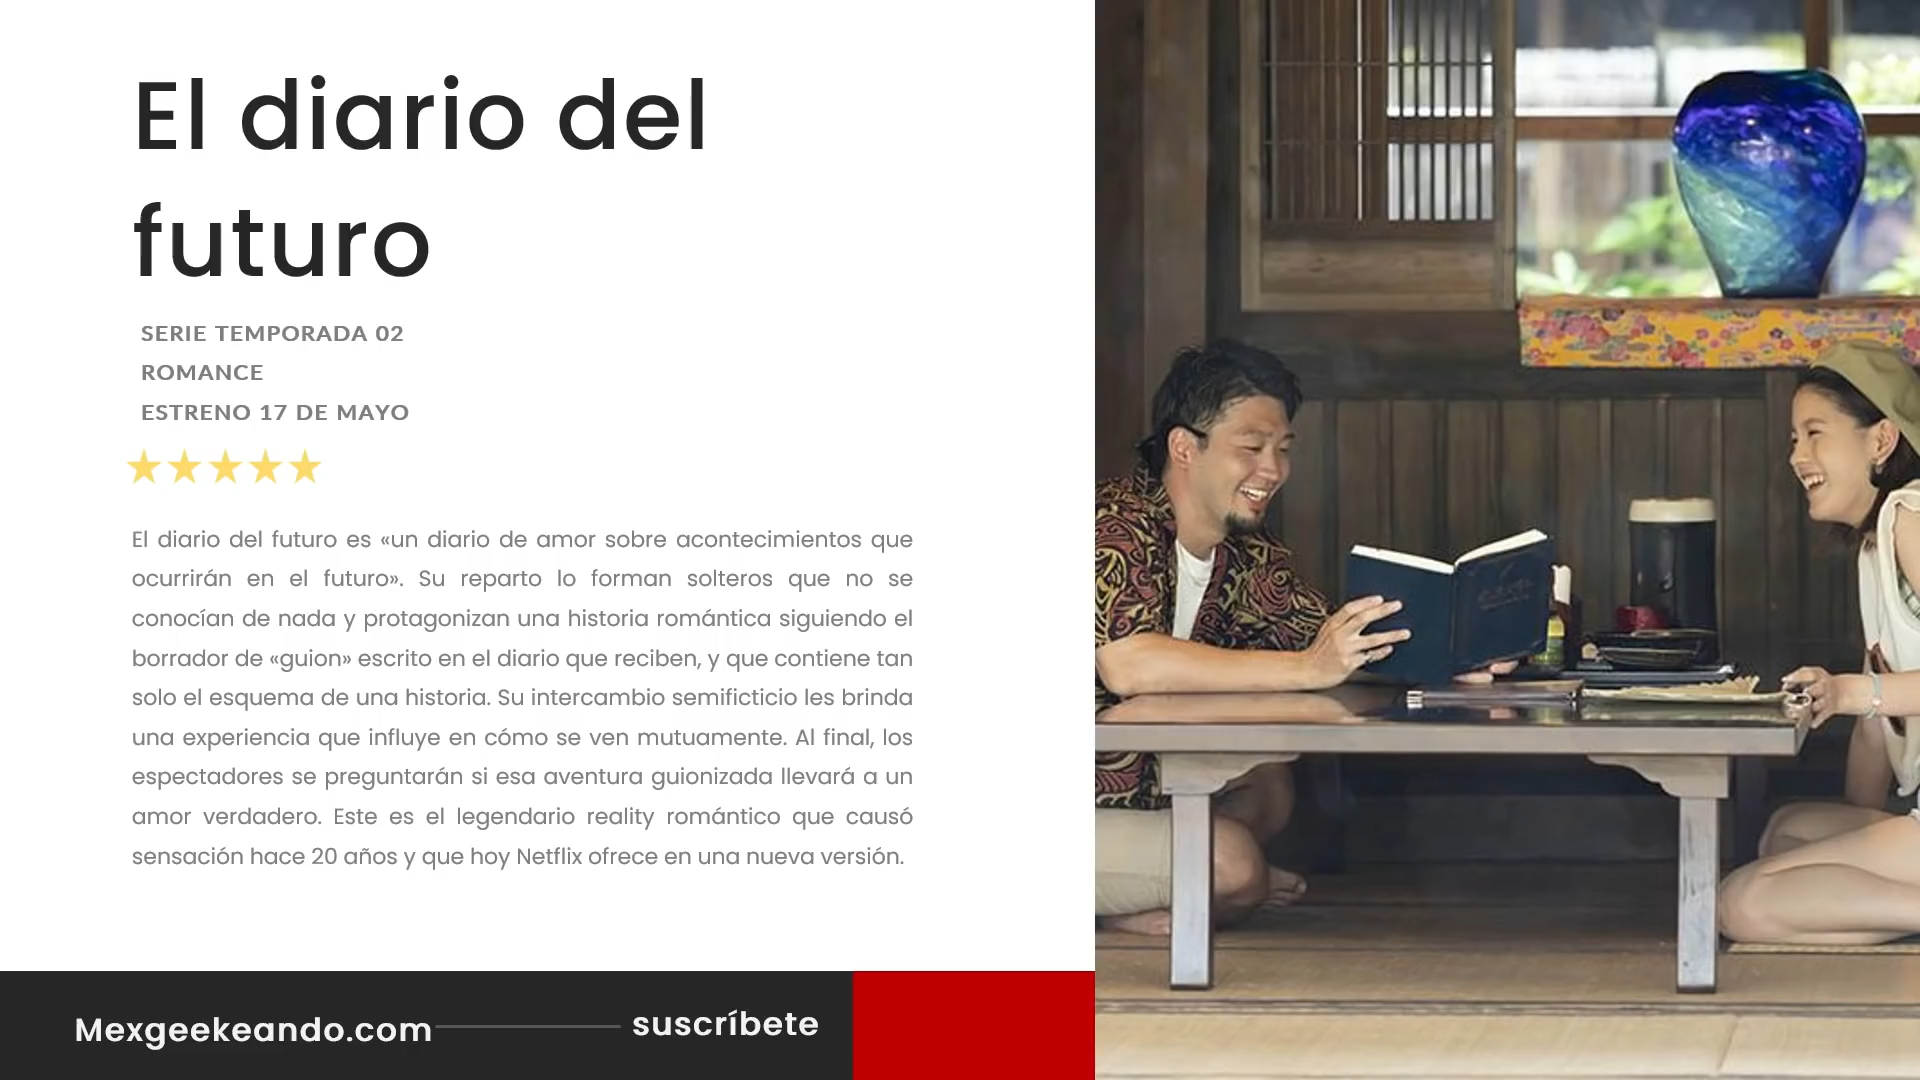 El diario del
futuro
SERIE TEMPORADA 02
ROMANCE
ESTRENO 17 DE MAYO
El diario del futuro es «un diario de amor sobre acontecimientos que
ocurrirán en el futuro». Su reparto lo forman solteros que no se
conocían de nada y protagonizan una historia romántica siguiendo el
borrador de «guion» escrito en el diario que reciben, y que contiene tan
solo el esquema de una historia. Su intercambio semificticio les brinda
una experiencia que influye en cómo se ven mutuamente. Al final, los
espectadores se preguntarán si esa aventura guionizada llevará a un
amor verdadero. Este es el legendario reality romántico que causó
sensación hace 20 años y que hoy Netflix ofrece en una nueva versión.
Mexgeekeando.com
suscríbete